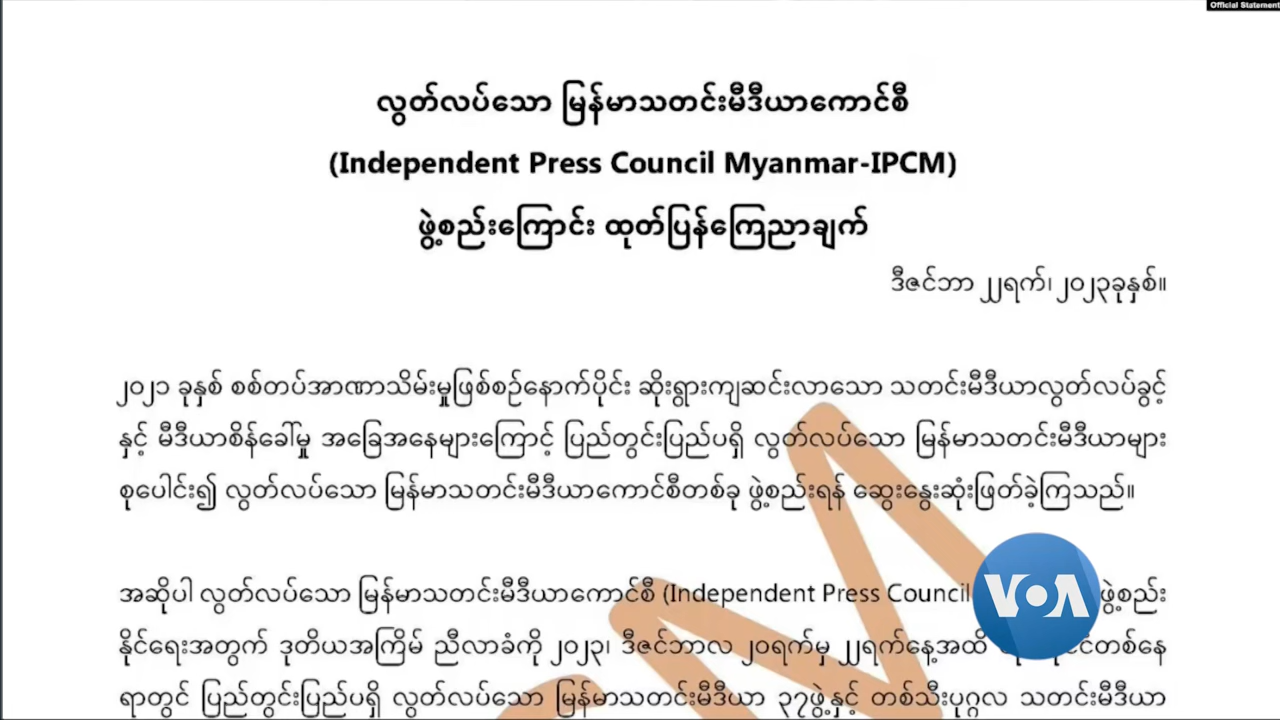 Official Statement
လွတ်လပ်သော မြန်မာသတင်းမီဒီယာကောင်စီ
(Independent Press Council Myanmar-IPCM)
ဖွဲ့စည်းကြောင်း ထုတ်ပြန်ကြေညာချက်
ဒီဇင်ဘာ ၂၂ရက်၊ ၂၀၂၃ခုနှစ်။
၂၀၂၁ ခုနှစ် စစ်တပ်အာဏာသိမ်းမှုဖြစ်စဉ်နောက်ပိုင်း ဆိုးရွားကျဆင်းလာသော သတင်းမီဒီယာလွတ်လပ်ခွင့်
နှင့် မီဒီယာစိန်ခေါ်မှု အခြေအနေများကြောင့် ပြည်တွင်းပြည်ပရှိ လွတ်လပ်သော မြန်မာသတင်းမီဒီယာများ
စုပေါင်း၍ လွတ်လပ်သော မြန်မာသတင်းမီဒီယာကောင်စီတစ်ခု ဖွဲ့စည်းရန် ဆွေးနွေးဆုံးဖြတ်ခဲ့ကြသည်။
အဆိုပါ လွတ်လပ်သော မြန်မာသတင်းမီဒီယာကောင်စီ (Independent Press Council VOA ဖွဲ့စည်း
နိုင်ရေးအတွက် ဒုတိယအကြိမ် ညီလာခံကို ၂၀၂၃၊ ဒီဇင်ဘာလ ၂၀ရက်မှ ၂၂ရက်နေ့အထိ
ရာတွင် ပြည်တွင်းပြည်ပရှိ လွတ်လပ်သော မြန်မာသတင်းမီဒီယာ ၃၇ဖွဲ့နှင့် တစ်သီးပုဂ္ဂလ သတင်းမီဒီယာ